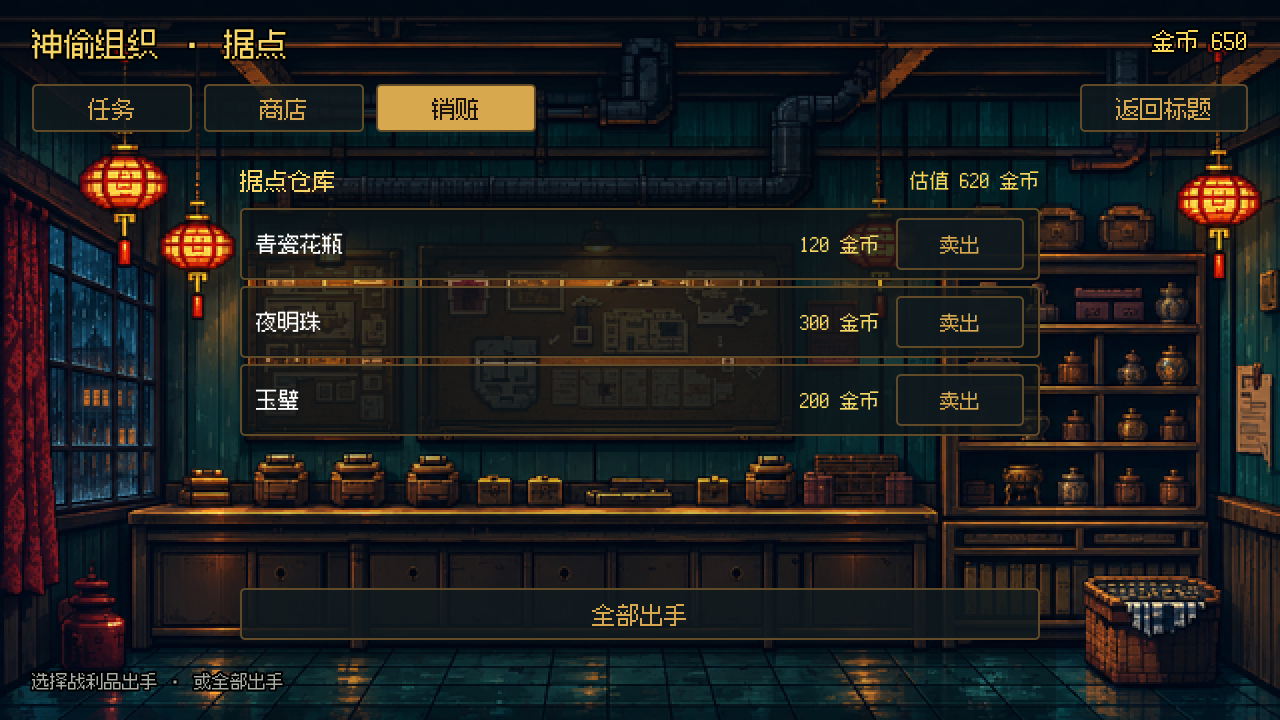 神偷组织 · 据点
金币 650
任务
商店
销赃
返回标题
据点仓库
估值 620 金币
青瓷花瓶
120 金币
卖出
夜明珠
300 金币
卖出
玉璧
200 金币
卖出
全部出手
选择战利品出手 · 或全部出手